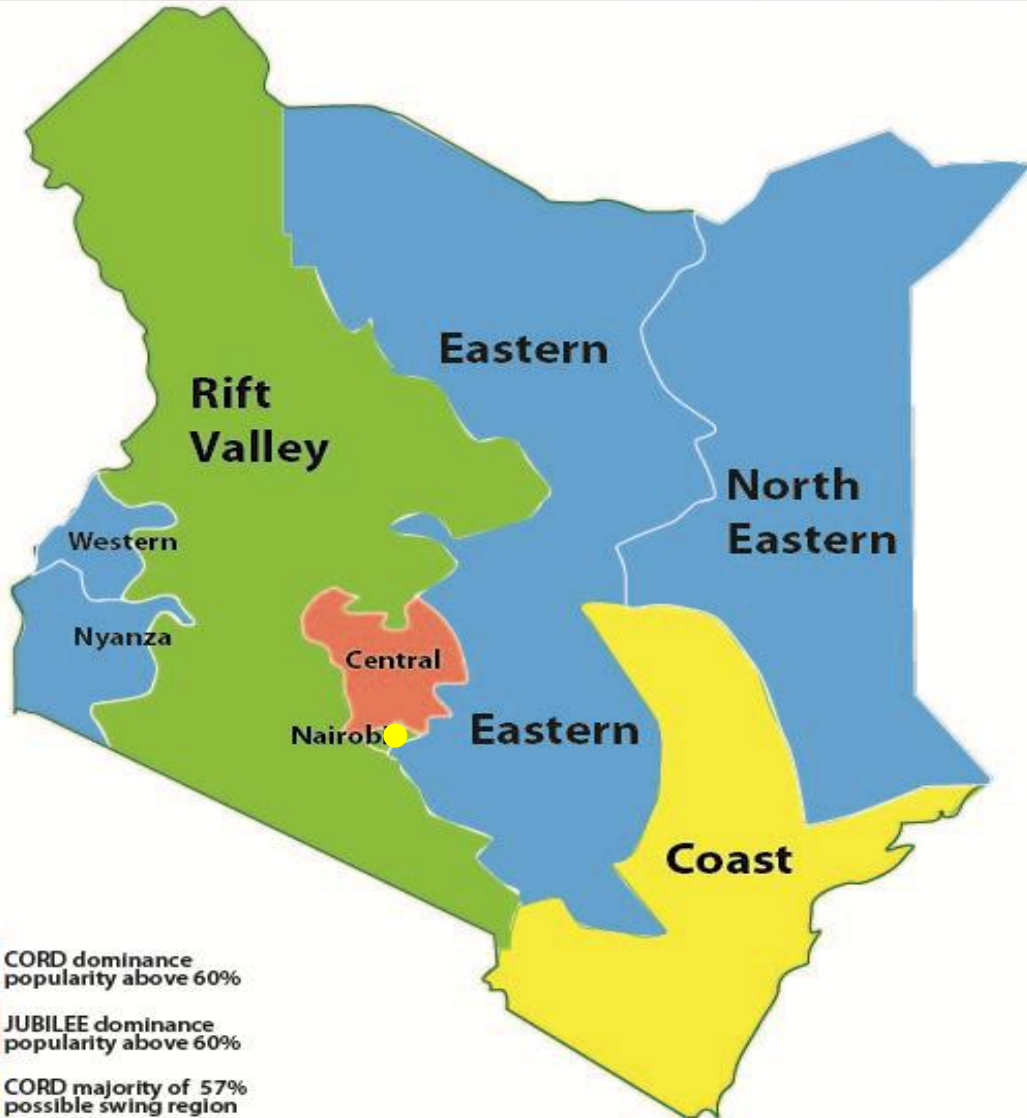 Eastern
Rift
Valley
North
Eastern
Western
Nyanza
Central
Nairobi
Eastern
Coast
CORD dominance
popularity above 60%
JUBILEE dominance
popularity above 60%
CORD majority of 57%
possible swing region